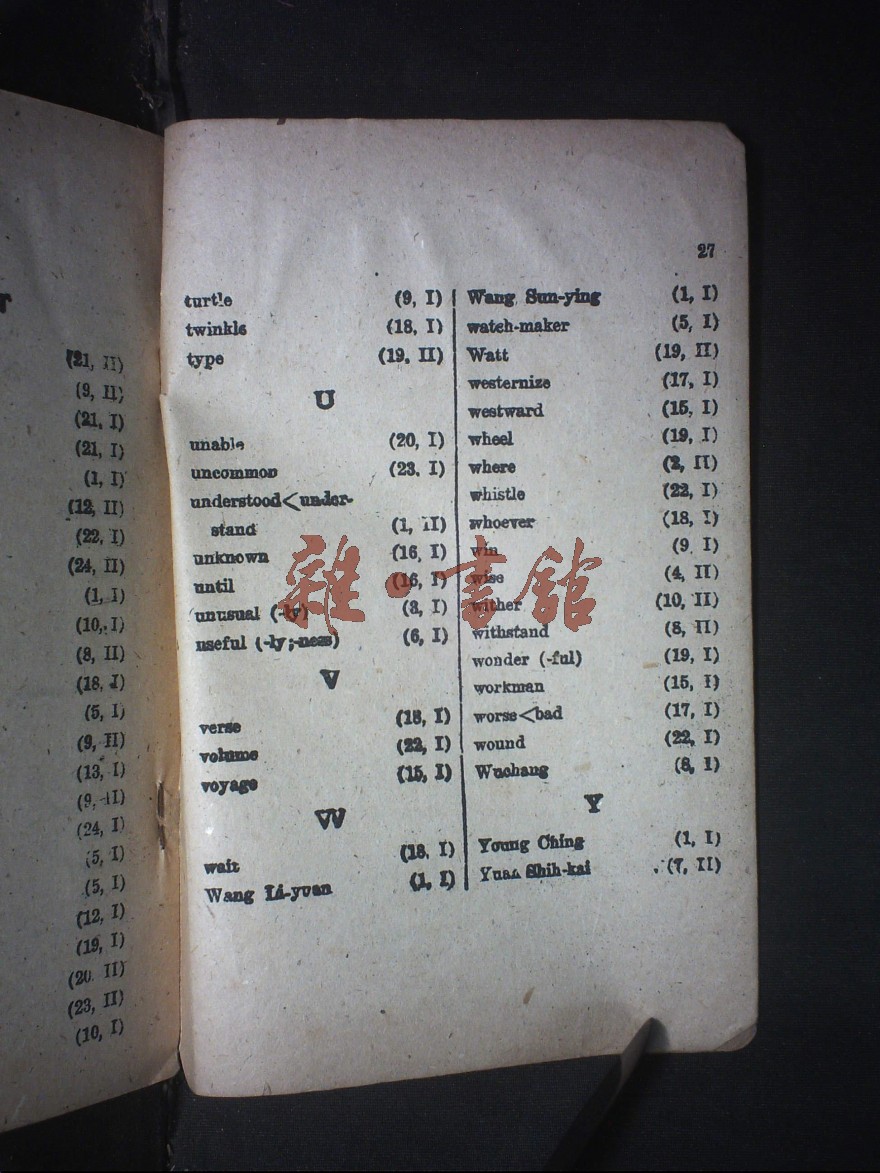 r
(21, II)
(9, II)
(21, I)
(21, I)
(1, I)
(12, II)
(22, I)
(24, II)
(1, I)
(10, I)
(8, II)
(18, I)
(5, I)
(9, II)
(13, I)
(9, II)
(24, I)
(5, I)
(5, I)
(12, I)
(19, I)
(20 II)
(23, II)
(10, I)
27
turtle (9, I)
twinkle (18, I)
type (19, II)
U
unable (20, I)
uncommon (23, I)
understood<under-
stand (1, II)
unknown (16, I)
until (16, I)
unusual (-ly) (3, I)
useful (-ly;-ness) (6, I)
V
verse (18, I)
volume (22, I)
voyage (15, I)
W
wait (18, I)
Wang Li-yuan (1, I)
Wang Sun-ying (1, I)
watch-maker (5, I)
Watt (19, II)
westernize (17, I)
westward (15, I)
wheel (19, I)
where (2, II)
whistle (22, I)
whoever (18, I)
win (9 I)
wise (4, II)
wither (10, II)
withstand (8, II)
wonder (-ful) (19, I)
workman (15, I)
worse<bad (17, I)
wound (22, I)
Wuchang (8, I)
Y
Young Ching (1, I)
Yuan Shih-kai (7, II)
雜·書館